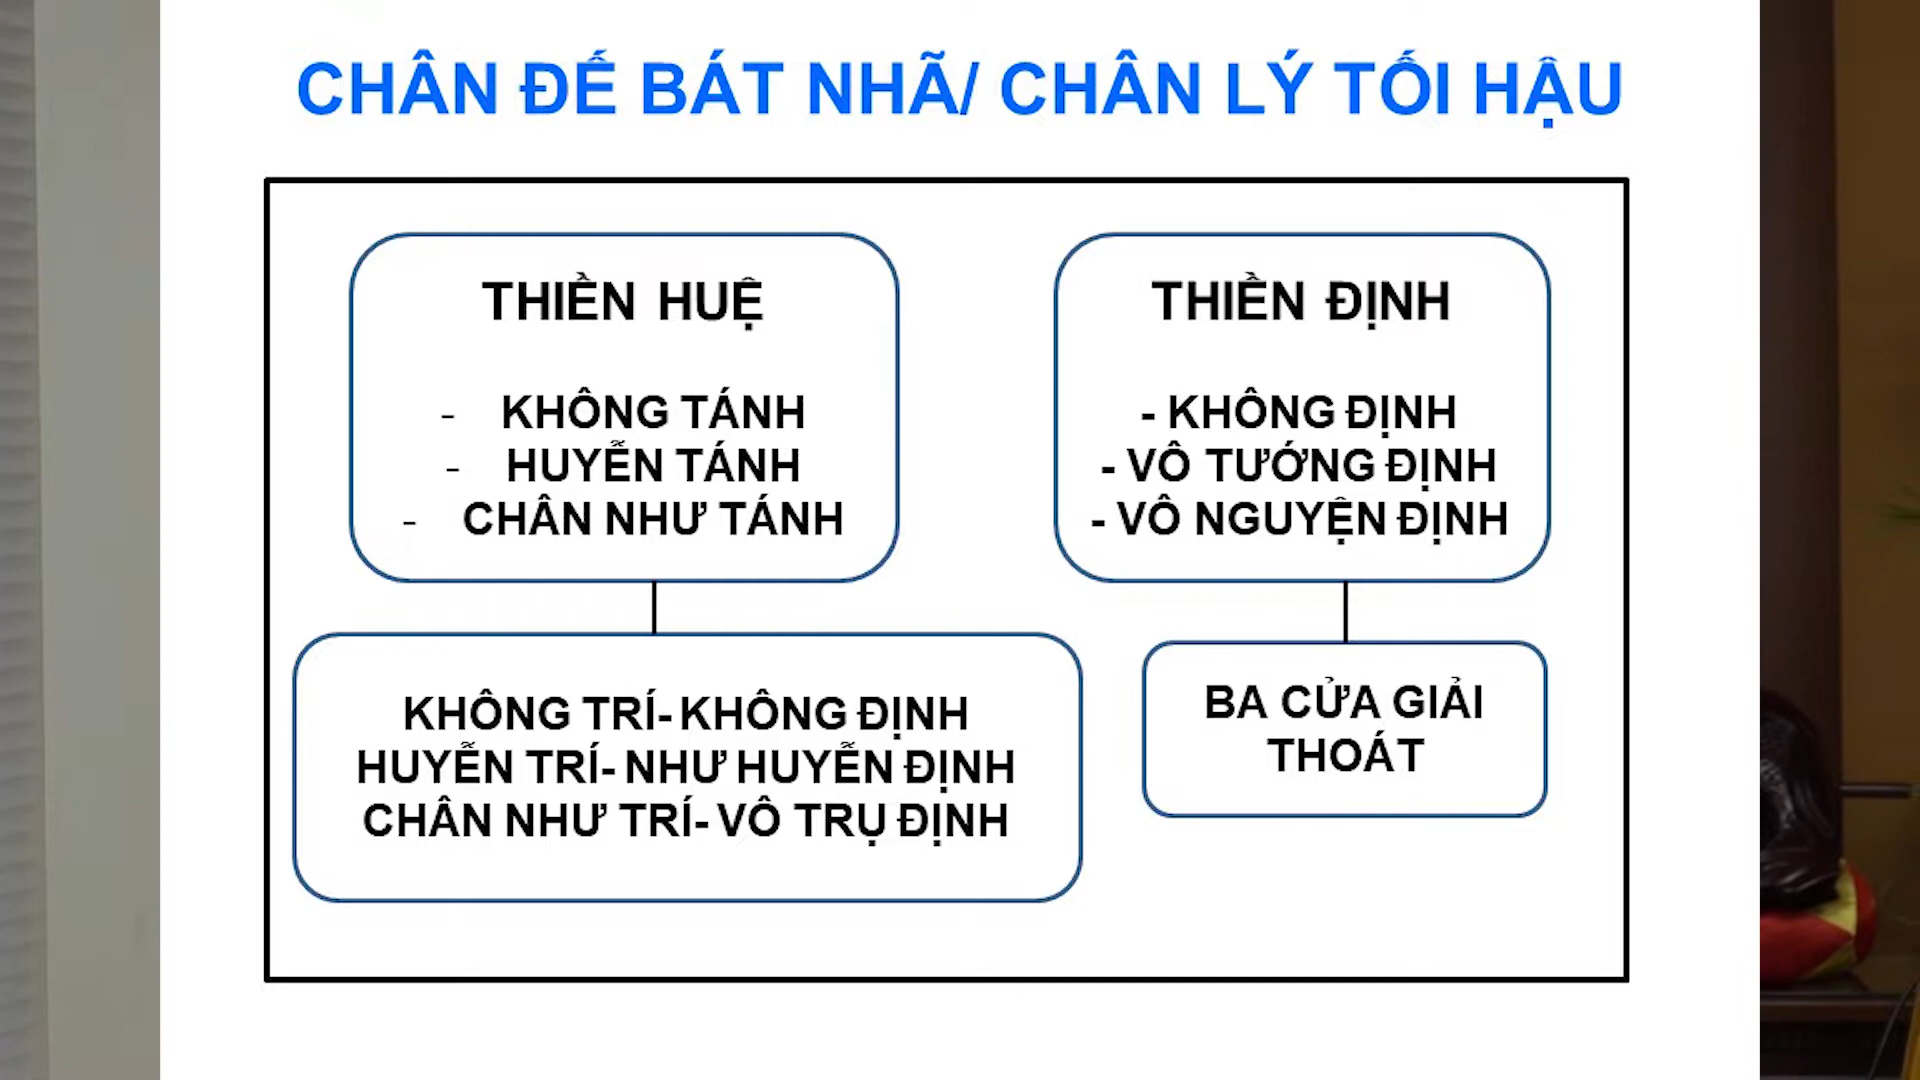 CHÂN ĐẾ BÁT NHÃ/ CHÂN LÝ TỐI HẬU
THIỀN HUỆ
- KHÔNG TÁNH
- HUYỄN TÁNH
- CHÂN NHƯ TÁNH
KHÔNG TRÍ- KHÔNG ĐỊNH
HUYỄN TRÍ- NHƯ HUYỄN ĐỊNH
CHÂN NHƯ TRÍ- VÔ TRỤ ĐỊNH
THIỀN ĐỊNH
- KHÔNG ĐỊNH
- VÔ TƯỚNG ĐỊNH
- VÔ NGUYỆN ĐỊNH
BA CỬA GIẢI
THOÁT